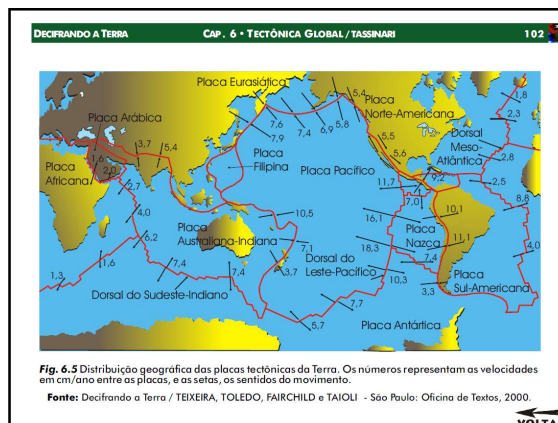 DECIFRANDO A TERRA CAP. 6 • TECTÔNICA GLOBAL / TASSINARI 102
Placa Eurasiática
5,4
Placa
Norte-Americana
1,8
2,3
Placa Arábica
7,6
7,4
6,9
5,8
7,9
3,7
5,4
5,5
5,6
Dorsal
Meso-
Atlântica
2,8
Placa
Africana
1,6
2,0
Placa
Filipina
Placa Pacífico
11,7
9,2
2,5
2,7
7,0
8,8
4,0
10,5
16,1
10,1
Placa
Australiana-Indiana
6,2
7,1
18,3
Placa
Nazca
11,1
4,0
1,3
1,6
7,4
7,4
3,7
Dorsal do
Leste-Pacífico
7,4
10,3
3,3
Placa
Sul-Americana
Dorsal do Sudeste-Indiano
7,7
5,7
Placa Antártica
Fig. 6.5 Distribuição geográfica das placas tectônicas da Terra. Os números representam as velocidades
em cm/ano entre as placas, e as setas, os sentidos do movimento.
Fonte: Decifrando a Terra / TEIXEIRA, TOLEDO, FAIRCHILD e TAIOLI - São Paulo: Oficina de Textos, 2000.
VOLTA